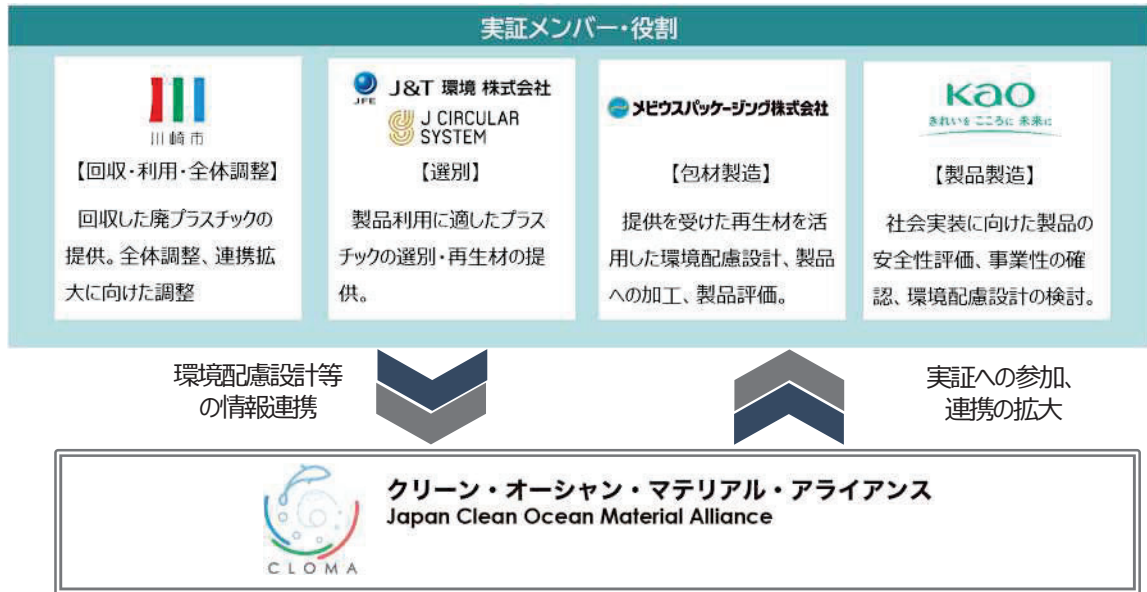 実証メンバー・役割
川崎市
【回収・利用・全体調整】
回収した廃プラスチックの
提供。全体調整、連携拡
大に向けた調整
JFE
J&T 環境 株式会社
J CIRCULAR
SYSTEM
【選別】
製品利用に適したプラス
チックの選別・再生材の提
供。
メビウスパッケージング株式会社
【包材製造】
提供を受けた再生材を活
用した環境配慮設計、製品
への加工、製品評価。
Kao
きれいを こころに 未来に
【製品製造】
社会実装に向けた製品の
安全性評価、事業性の確
認、環境配慮設計の検討。
環境配慮設計等
の情報連携
実証への参加、
連携の拡大
CLOMA
クリーン・オーシャン・マテリアル・アライアンス
Japan Clean Ocean Material Alliance